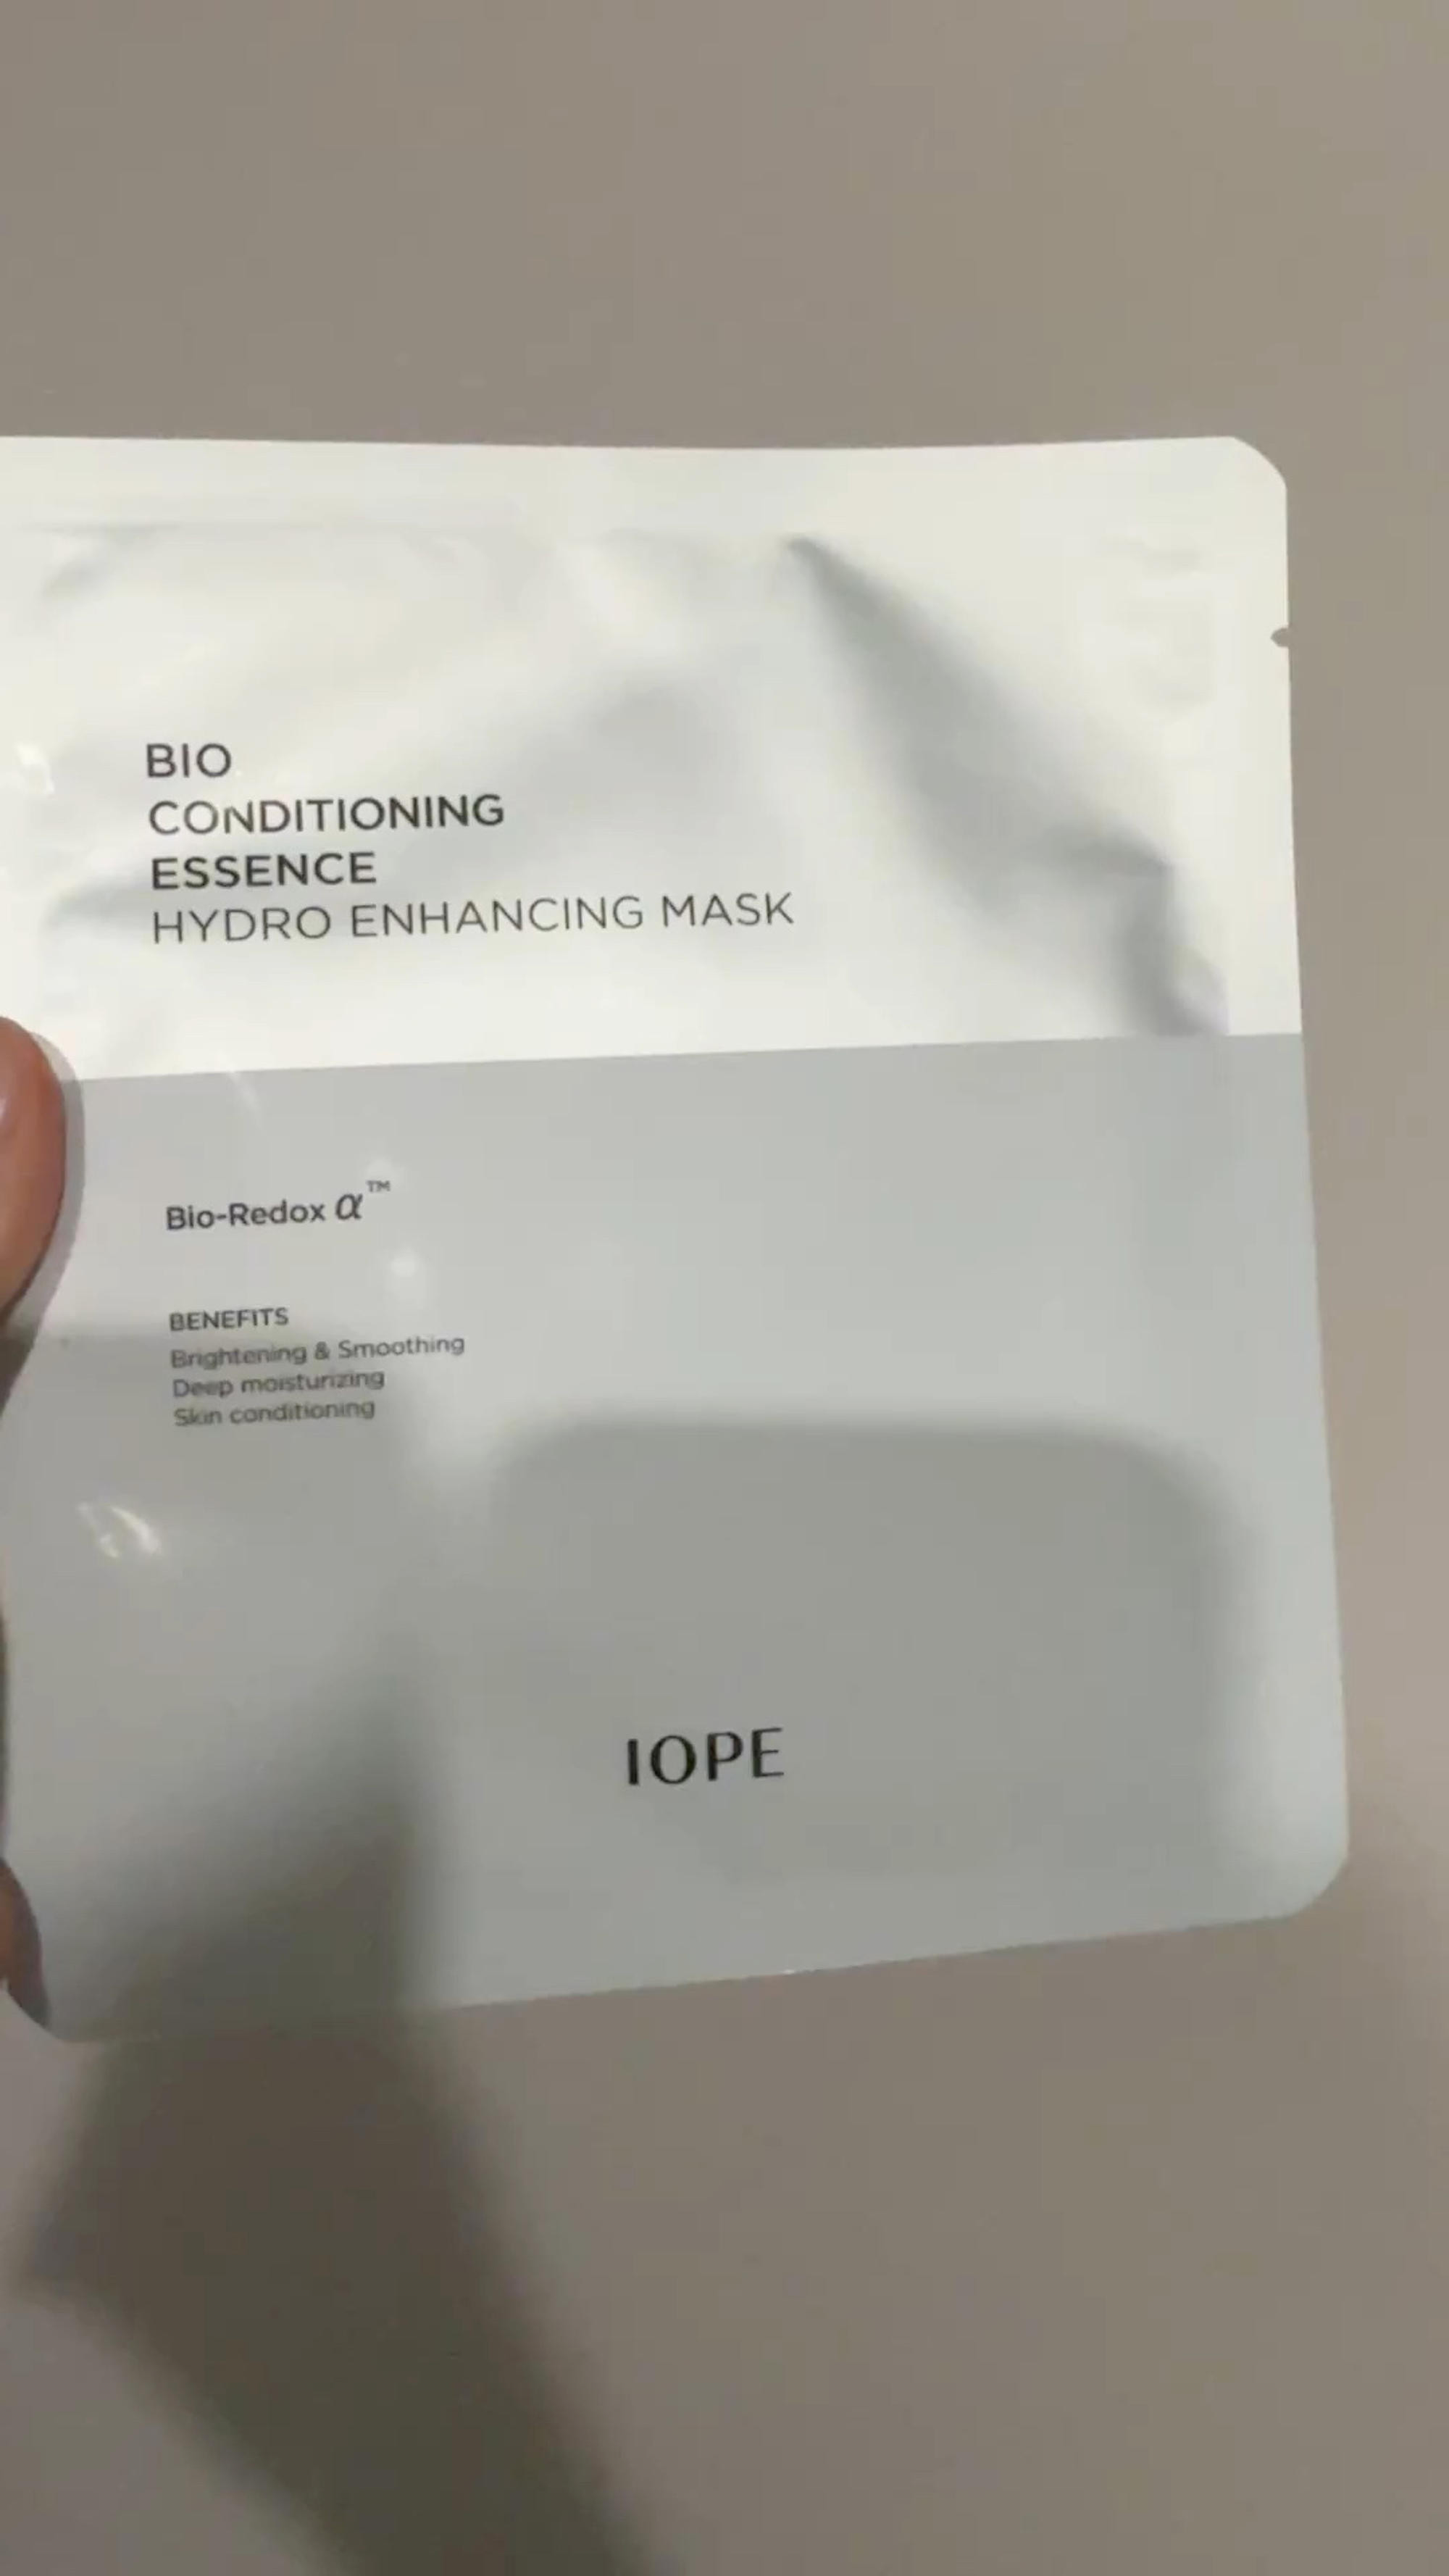 BIO
CONDITIONING
ESSENCE
HYDRO ENHANCING MASK
Bio-Redox α™
BENEFITS
Brightening & Smoothing
Deep moisturizing
Skin conditioning
IOPE